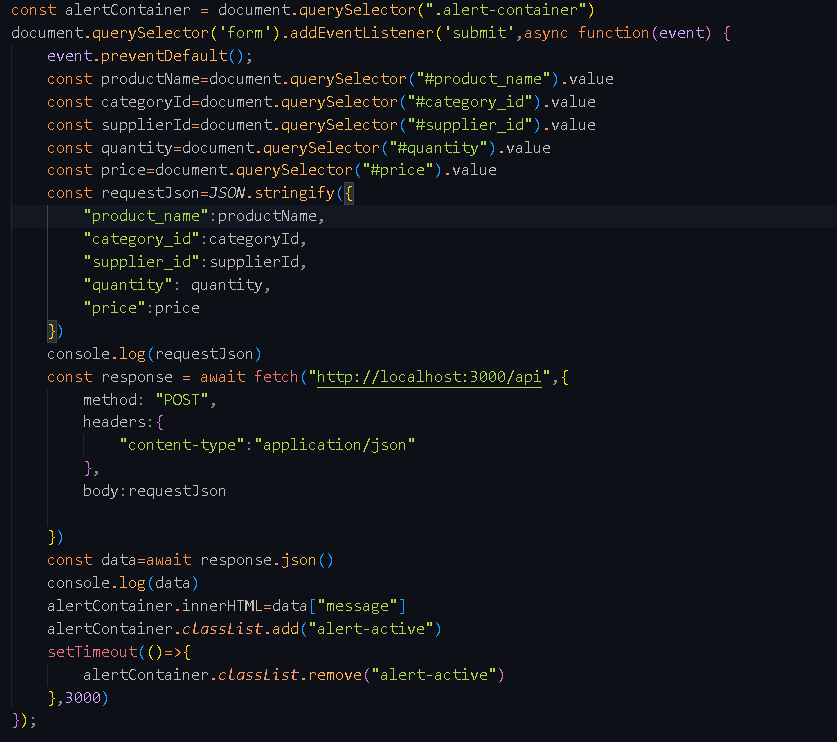 const alertContainer = document.querySelector(".alert-container")
document.querySelector('form').addEventListener('submit',async function(event) {
    event.preventDefault();
    const productName=document.querySelector("#product_name").value
    const categoryId=document.querySelector("#category_id").value
    const supplierId=document.querySelector("#supplier_id").value
    const quantity=document.querySelector("#quantity").value
    const price=document.querySelector("#price").value
    const requestJson=JSON.stringify({
        "product_name":productName,
        "category_id":categoryId,
        "supplier_id":supplierId,
        "quantity": quantity,
        "price":price
    })
    console.log(requestJson)
    const response = await fetch("http://localhost:3000/api",{
        method: "POST",
        headers:{
            "content-type":"application/json"
        },
        body:requestJson
    })
    const data=await response.json()
    console.log(data)
    alertContainer.innerHTML=data["message"]
    alertContainer.classList.add("alert-active")
    setTimeout(()=>{
        alertContainer.classList.remove("alert-active")
    },3000)
});